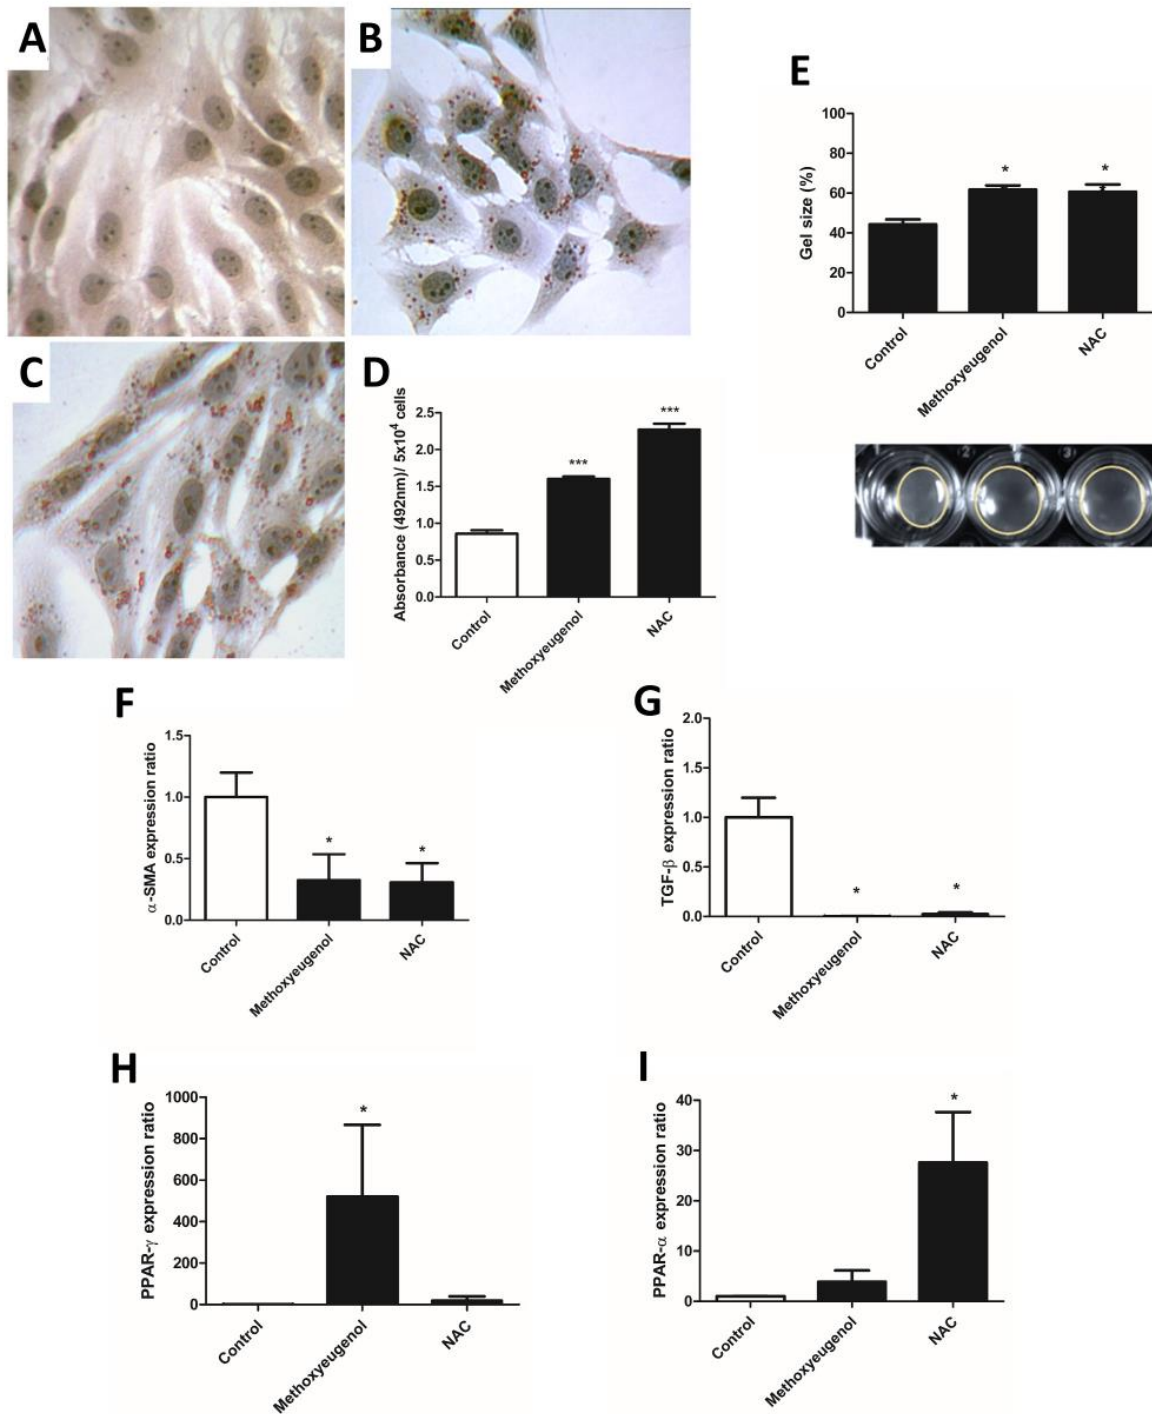 A
B
E
100
80
60
40
20
0
Gel size (%)
*
*
*
Control
Methoxyeugenol
NAC
C
D
2.5
2.0
1.5
1.0
0.5
0.0
Absorbance (492nm)/ 5x10⁴ cells
***
***
Control
Methoxyeugenol
NAC
F
1.5
1.0
0.5
0.0
α-SMA expression ratio
*
*
Control
Methoxyeugenol
NAC
G
2.0
1.5
1.0
0.5
0.0
TGF-β expression ratio
*
*
Control
Methoxyeugenol
NAC
H
1000
800
600
400
200
0
PPAR-γ expression ratio
*
Control
Methoxyeugenol
NAC
I
40
30
20
10
0
PPAR-α expression ratio
*
Control
Methoxyeugenol
NAC